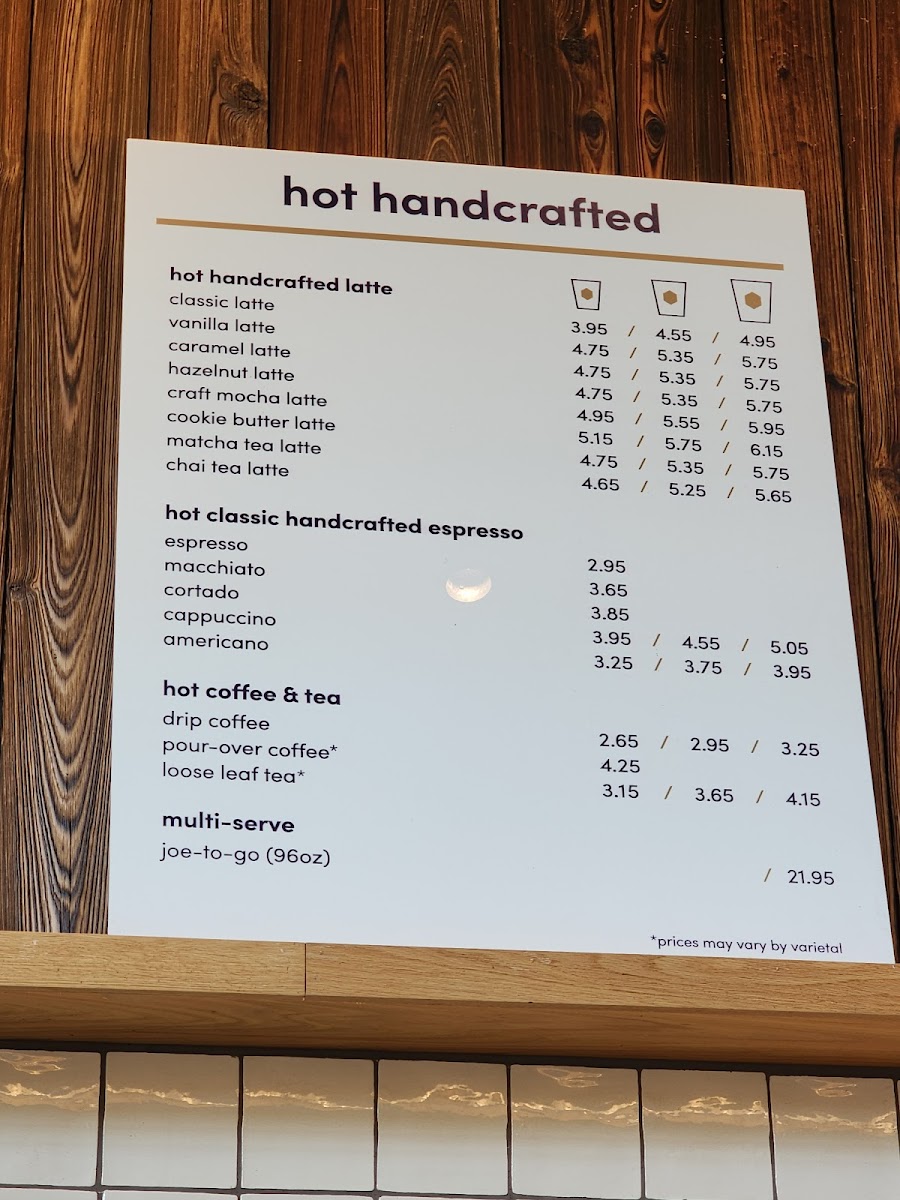 hot handcrafted
hot handcrafted latte
classic latte 3.95 / 4.55 / 4.95
vanilla latte 4.75 / 5.35 / 5.75
caramel latte 4.75 / 5.35 / 5.75
hazelnut latte 4.75 / 5.35 / 5.75
craft mocha latte 4.95 / 5.55 / 5.95
cookie butter latte 5.15 / 5.75 / 6.15
matcha tea latte 4.75 / 5.35 / 5.75
chai tea latte 4.65 / 5.25 / 5.65
hot classic handcrafted espresso
espresso 2.95
macchiato 3.65
cortado 3.85
cappuccino 3.95 / 4.55 / 5.05
americano 3.25 / 3.75 / 3.95
hot coffee & tea
drip coffee 2.65 / 2.95 / 3.25
pour-over coffee* 4.25
loose leaf tea* 3.15 / 3.65 / 4.15
multi-serve
joe-to-go (96oz) / 21.95
*prices may vary by varietal